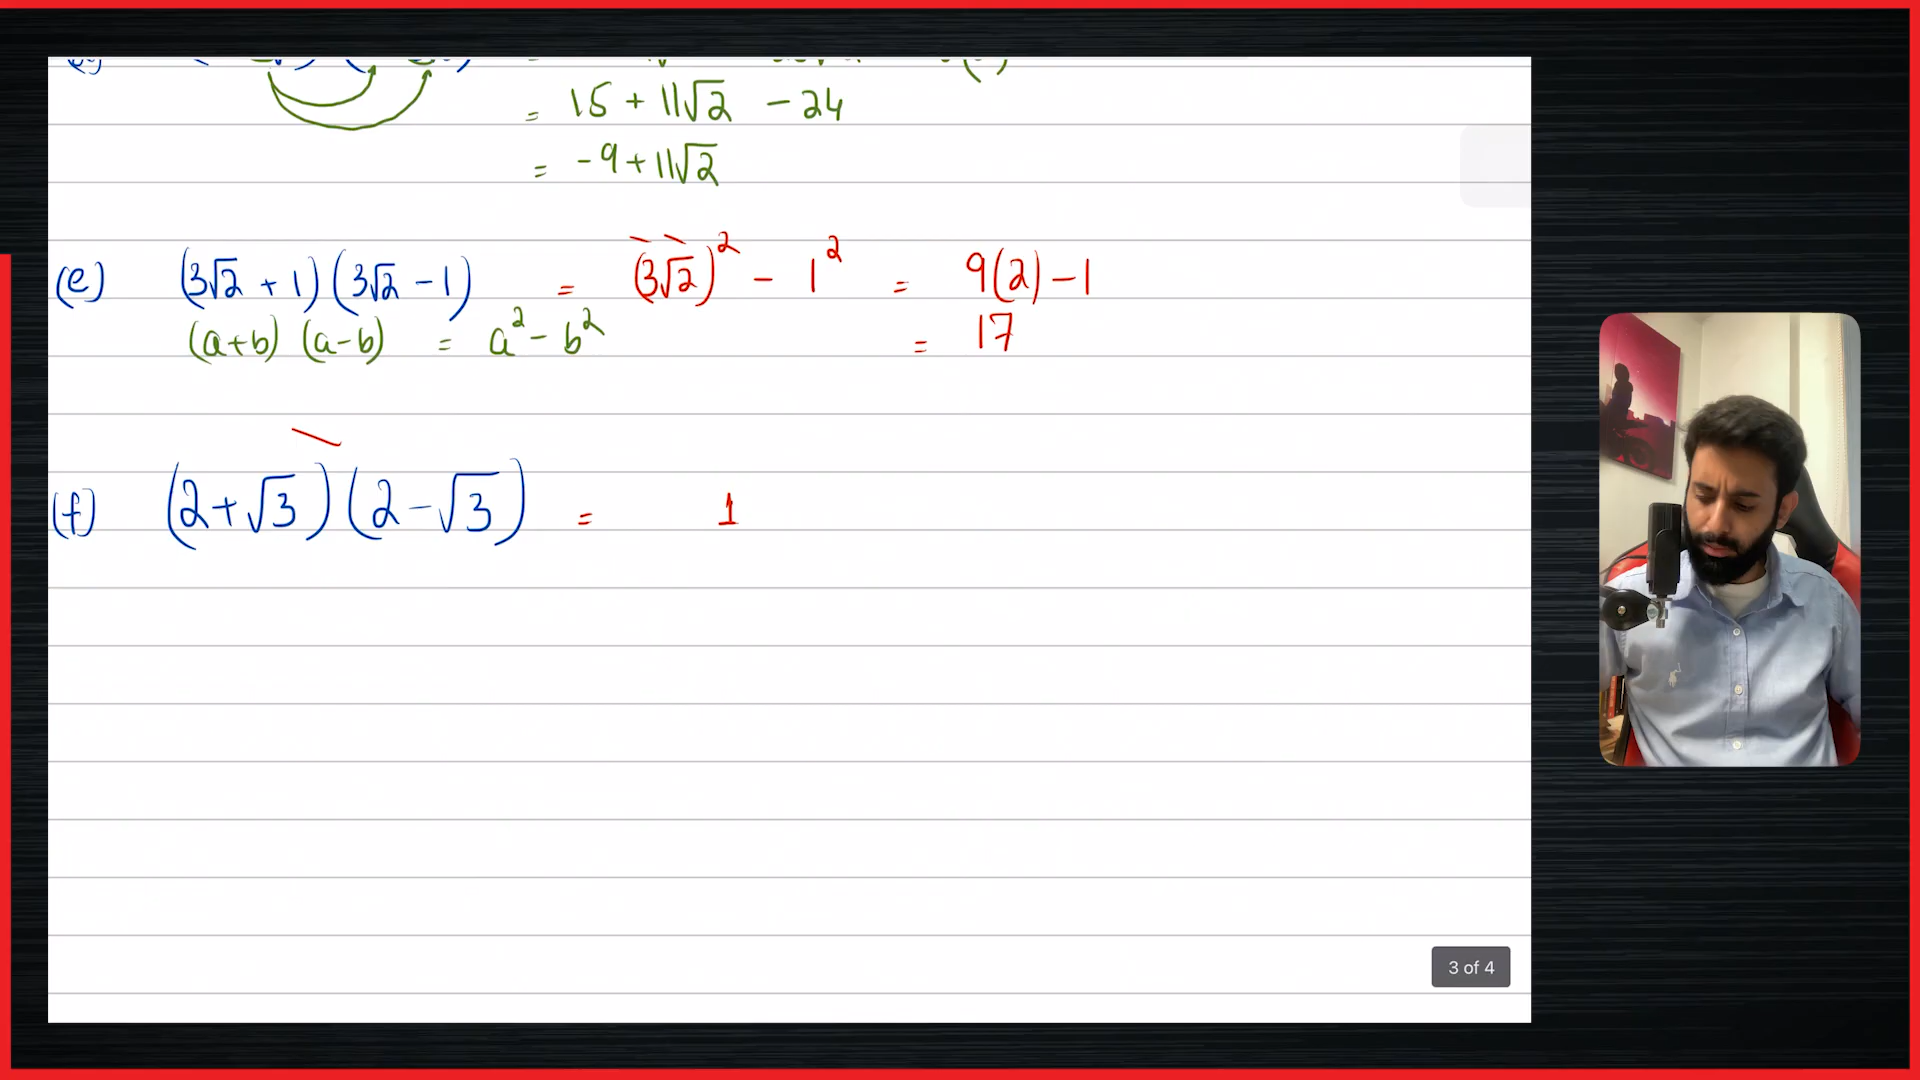 = 15 + 11√2 - 24
= -9 + 11√2
(e) (3√2 + 1)(3√2 - 1) = (3√2)² - 1² = 9(2) - 1
(a+b) (a-b) = a² - b² = 17
(f) (2+√3)(2-√3) = 1
3 of 4